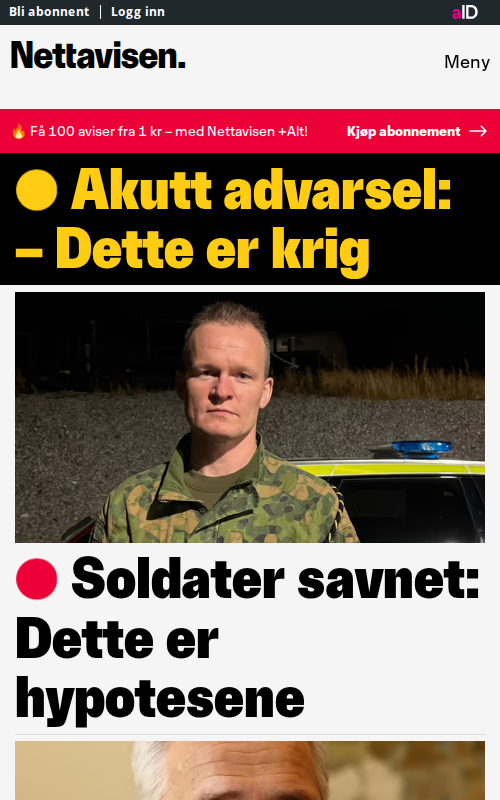 Bli abonnent | Logg inn
aID
Nettavisen.
Meny
🔥 Få 100 aviser fra 1 kr – med Nettavisen +Alt!
Kjøp abonnement →
Akutt advarsel:
– Dette er krig
Soldater savnet:
Dette er
hypotesene